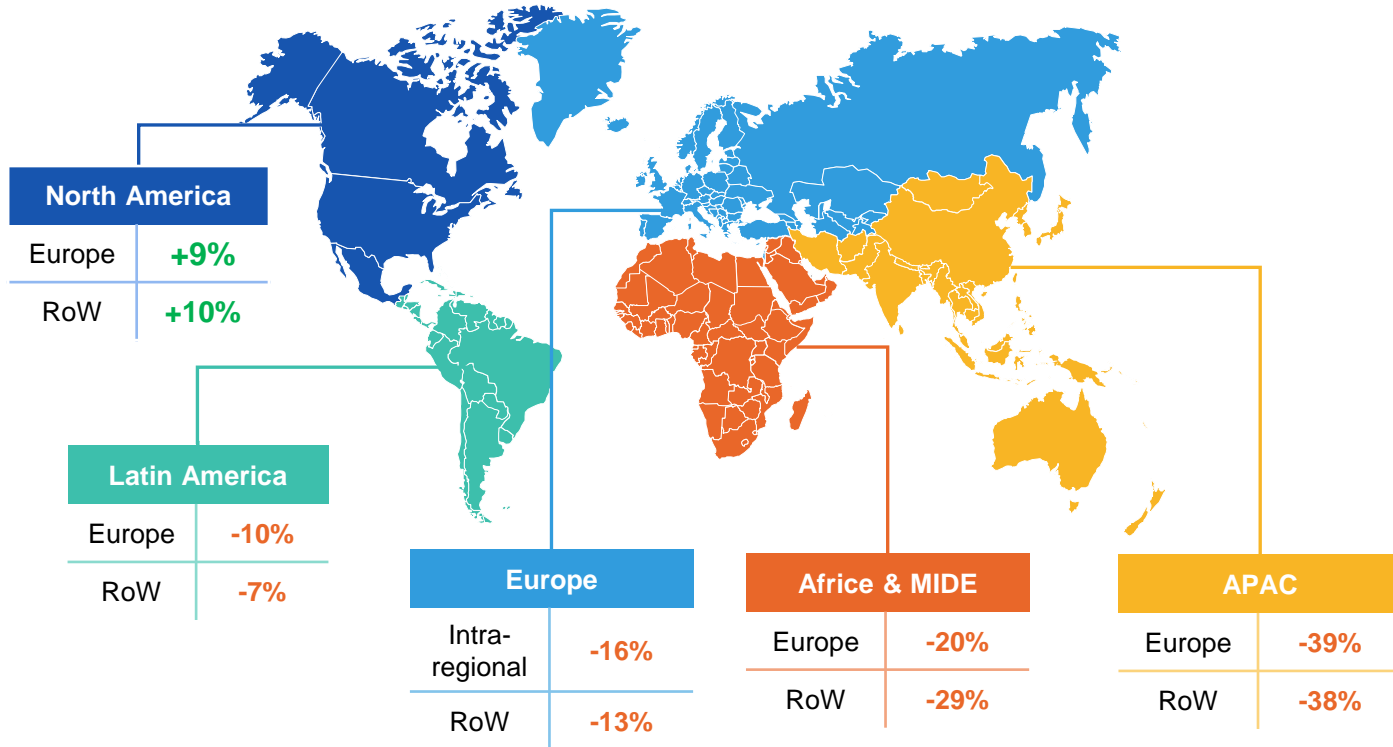 North America
Europe +9%
RoW +10%
Latin America
Europe -10%
RoW -7%
Europe
Intra-
regional -16%
RoW -13%
Africe & MIDE
Europe -20%
RoW -29%
APAC
Europe -39%
RoW -38%